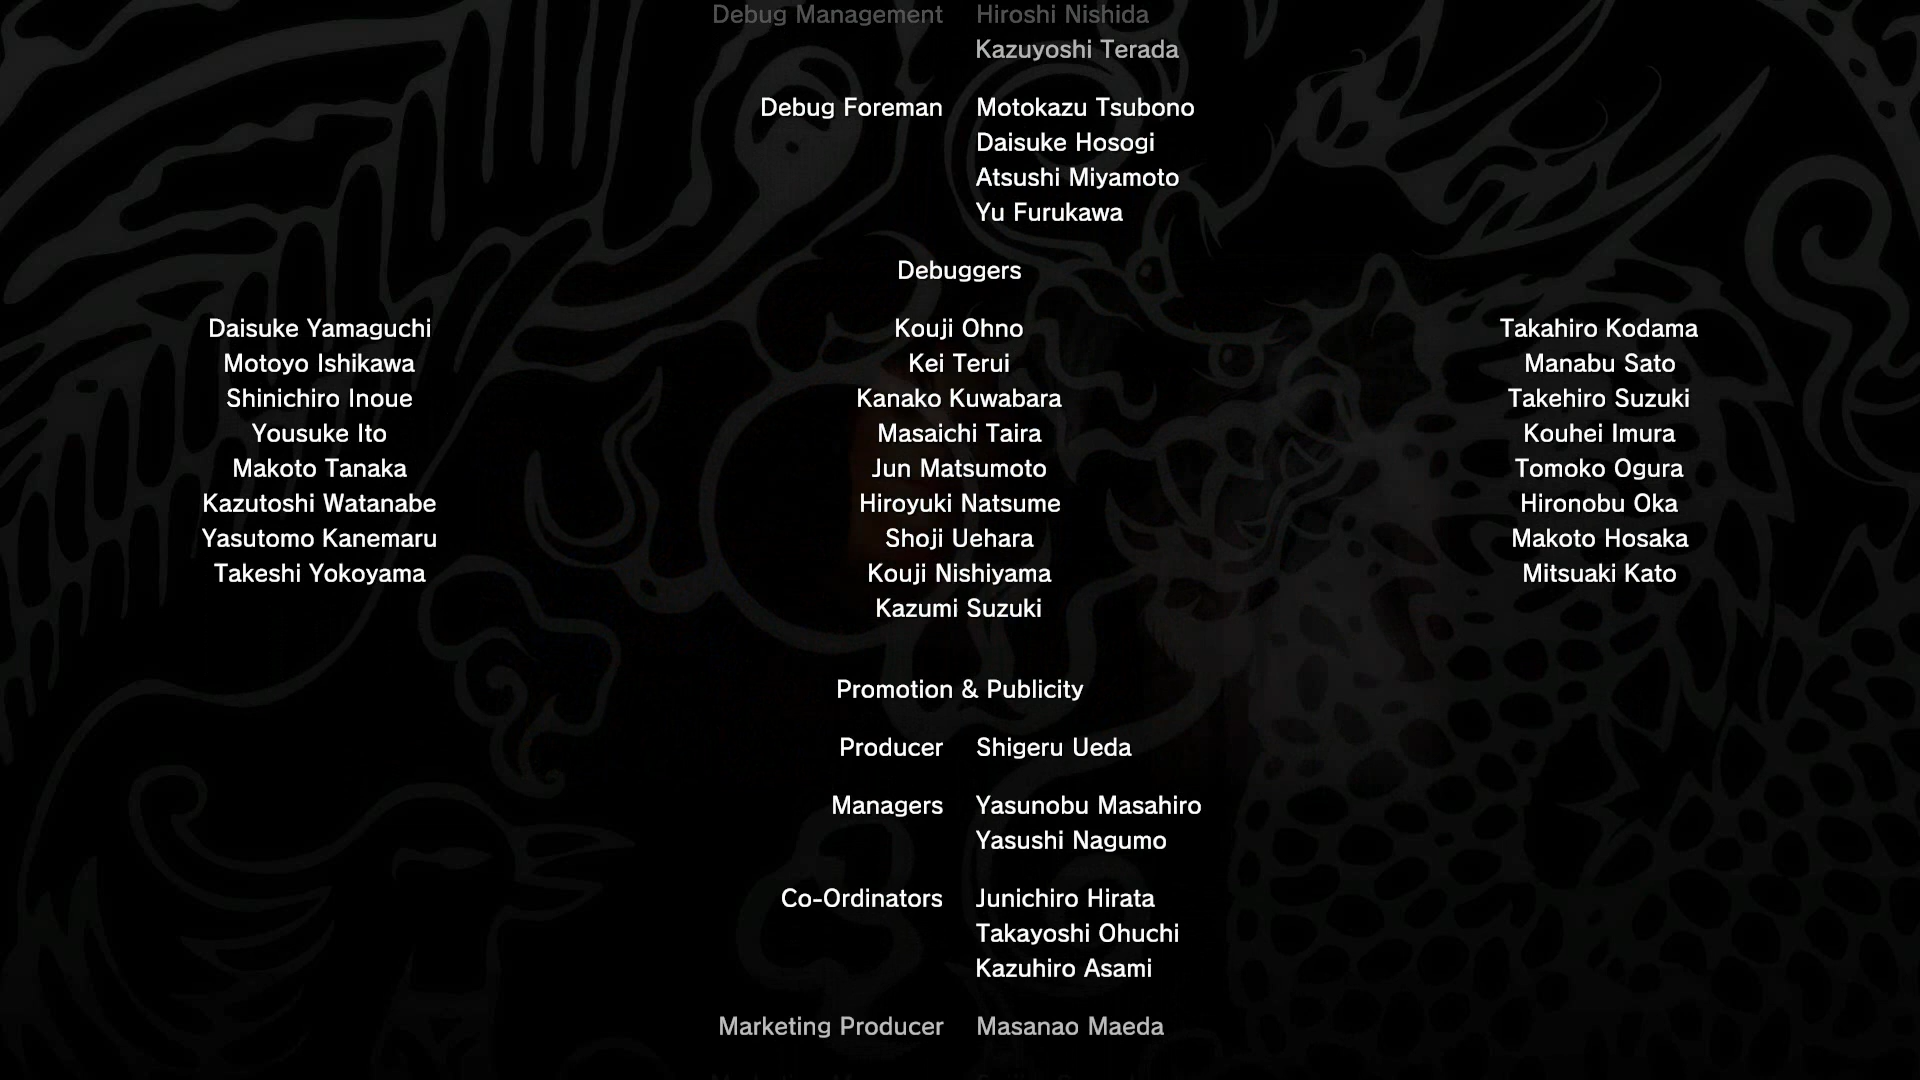 Debug Management Hiroshi Nishida
Kazuyoshi Terada
Debug Foreman Motokazu Tsubono
Daisuke Hosogi
Atsushi Miyamoto
Yu Furukawa
Debuggers
Daisuke Yamaguchi Kouji Ohno Takahiro Kodama
Motoyo Ishikawa Kei Terui Manabu Sato
Shinichiro Inoue Kanako Kuwabara Takehiro Suzuki
Yousuke Ito Masaichi Taira Kouhei Imura
Makoto Tanaka Jun Matsumoto Tomoko Ogura
Kazutoshi Watanabe Hiroyuki Natsume Hironobu Oka
Yasutomo Kanemaru Shoji Uehara Makoto Hosaka
Takeshi Yokoyama Kouji Nishiyama Mitsuaki Kato
Kazumi Suzuki
Promotion & Publicity
Producer Shigeru Ueda
Managers Yasunobu Masahiro
Yasushi Nagumo
Co-Ordinators Junichiro Hirata
Takayoshi Ohuchi
Kazuhiro Asami
Marketing Producer Masanao Maeda